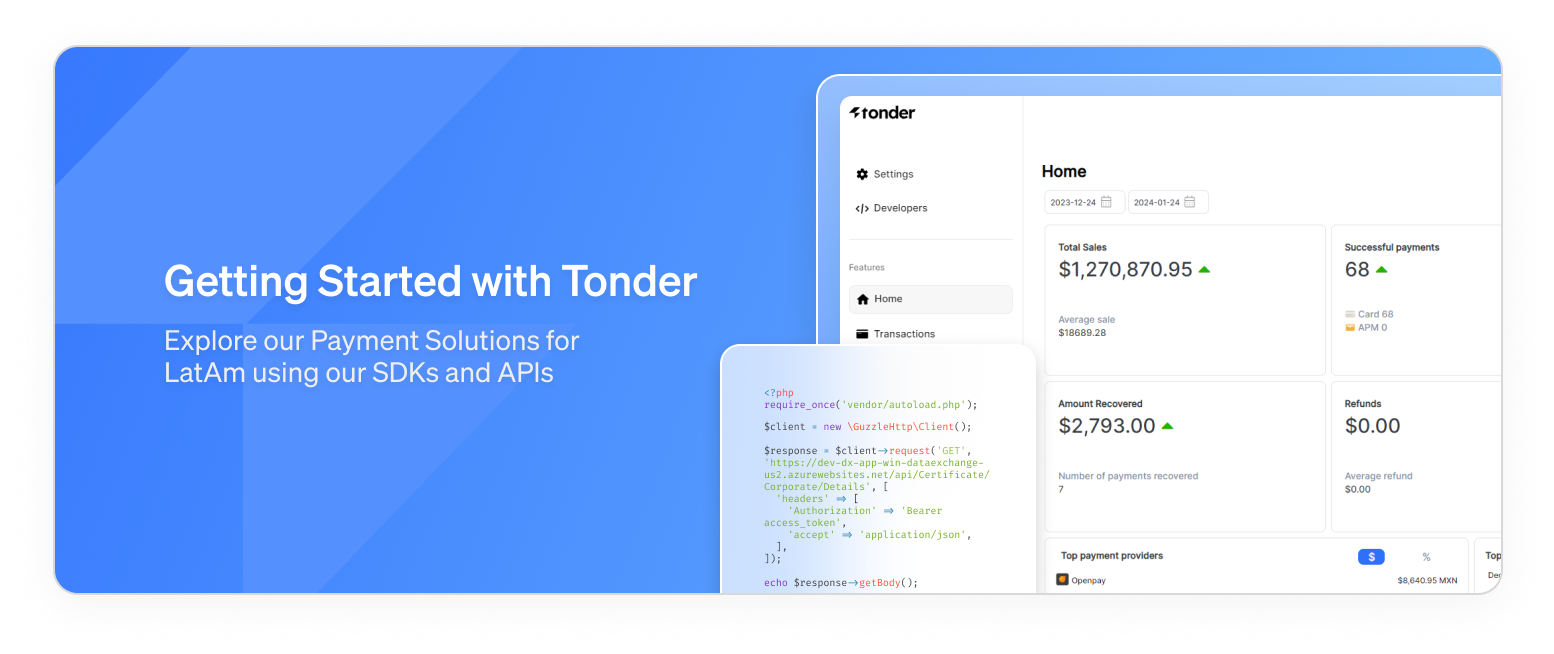 Getting Started with Tonder
Explore our Payment Solutions for
LatAm using our SDKs and APIs
tonder
Settings
Developers
Features
Home
Transactions
Home
2023-12-24
2024-01-24
Total Sales
$1,270,870.95
Average sale
$18689.28
Successful payments
68
Card 68
APM 0
Amount Recovered
$2,793.00
Number of payments recovered
7
Refunds
$0.00
Average refund
$0.00
Top payment providers
$ %
Openpay
$8,640.95 MXN
Top
<?php
require_once('vendor/autoload.php');
$client = new \GuzzleHttp\Client();
$response = $client->request('GET',
'https://dev-dx-app-win-dataexchange-
us2.azurewebsites.net/api/Certificate/
Corporate/Details', [
'headers' => [
'Authorization' => 'Bearer
access_token',
'accept' => 'application/json',
],
]);
echo $response->getBody();